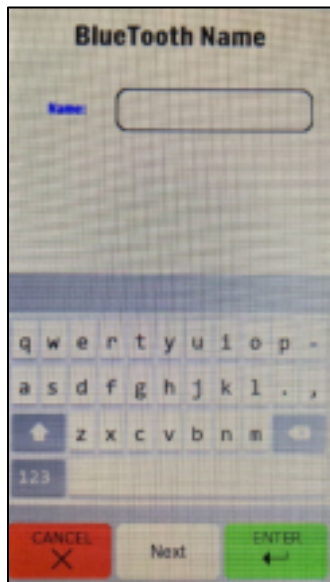 BlueTooth Name
Name:
q w e r t y u i o p -
a s d f g h j k l . ,
z x c v b n m
123
CANCEL Next ENTER